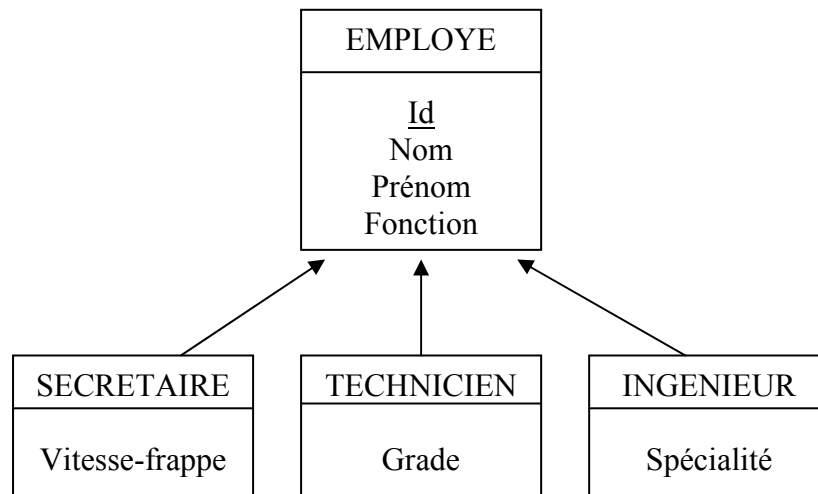 EMPLOYE
Id
Nom
Prénom
Fonction
SECRETAIRE
Vitesse-frappe
TECHNICIEN
Grade
INGENIEUR
Spécialité